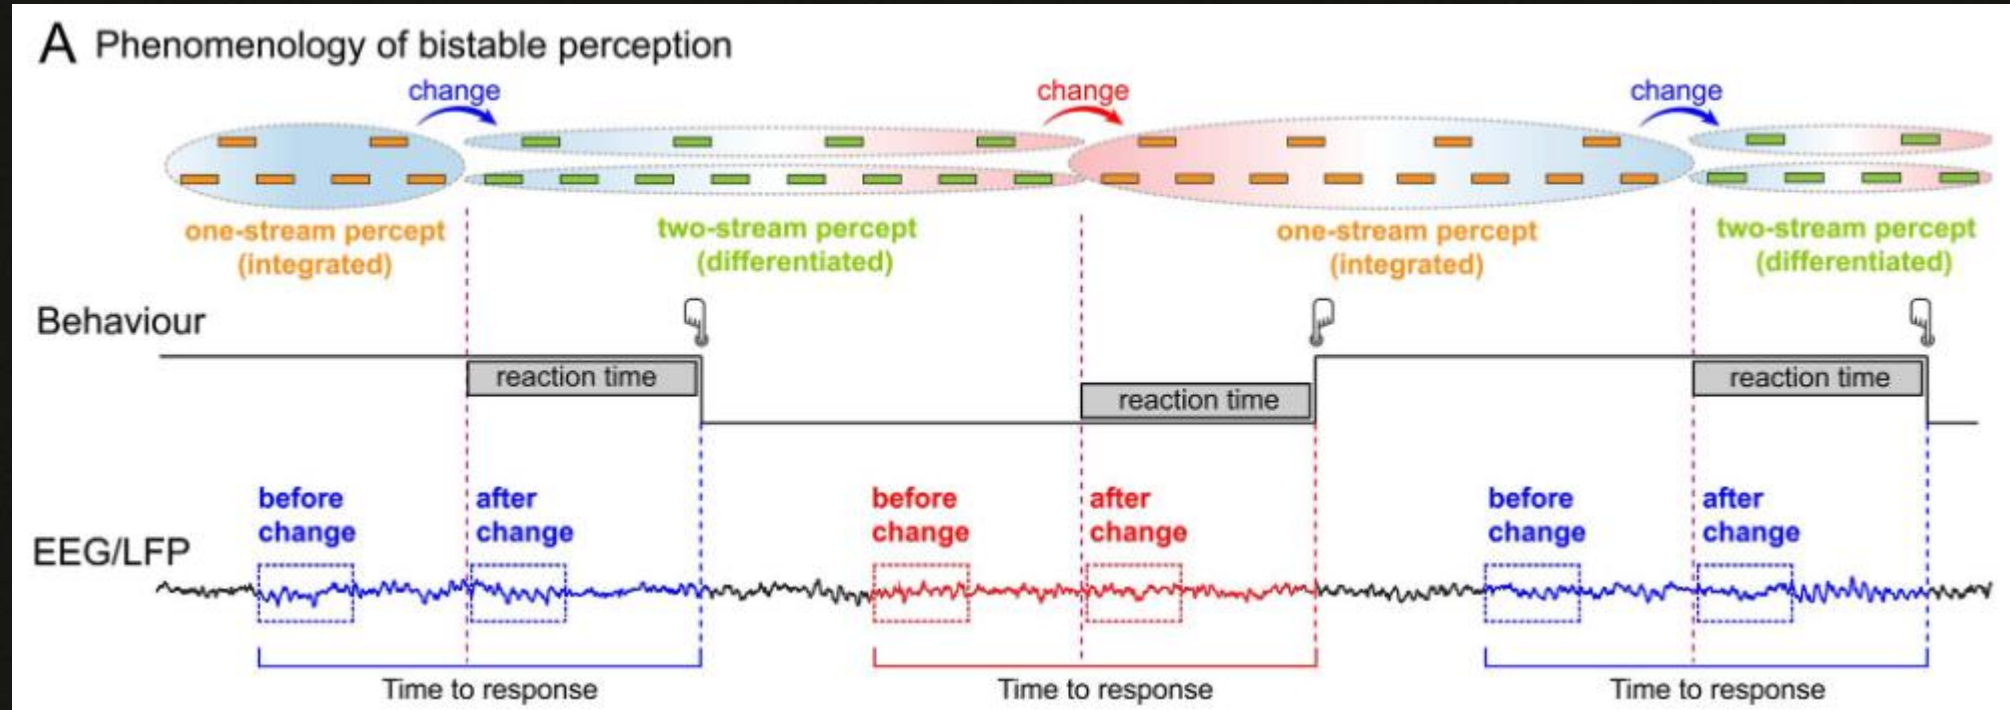 A Phenomenology of bistable perception
change
change
change
one-stream percept
(integrated)
two-stream percept
(differentiated)
one-stream percept
(integrated)
two-stream percept
(differentiated)
Behaviour
reaction time
reaction time
reaction time
before
change
after
change
before
change
after
change
before
change
after
change
EEG/LFP
Time to response
Time to response
Time to response